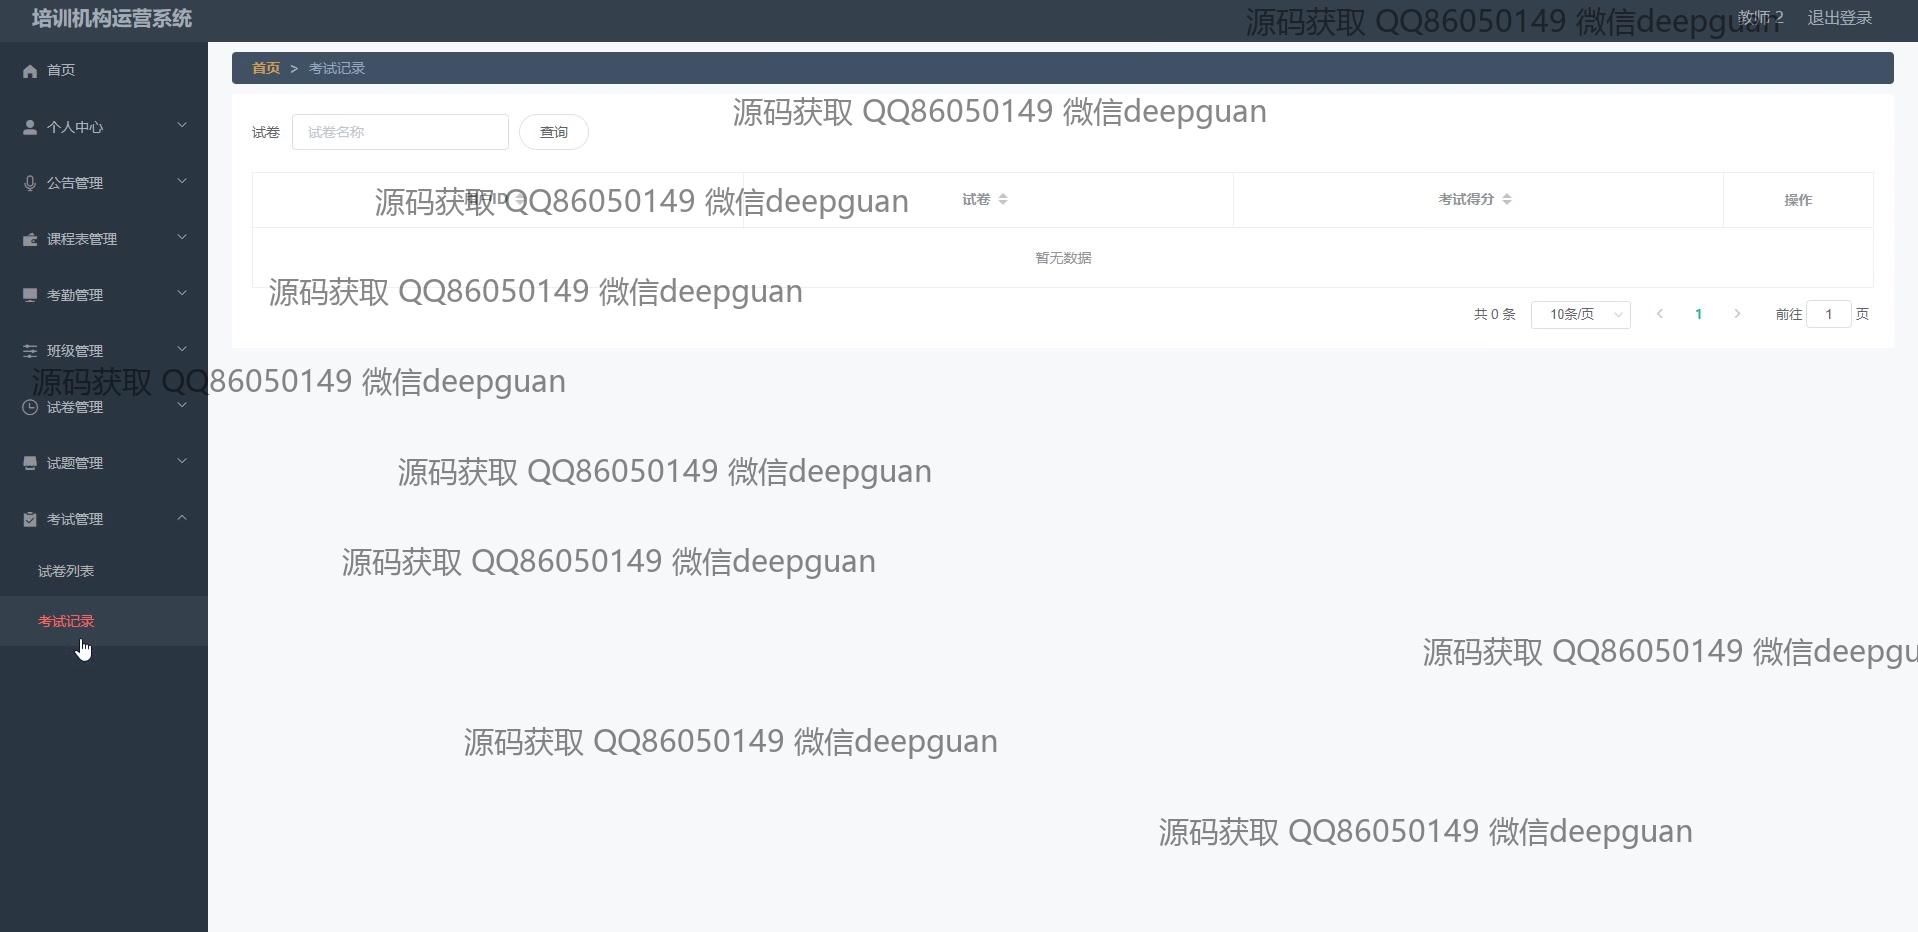 培训机构运营系统
源码获取 QQ86050149 微信deepguan
教师 2 退出登录
首页
个人中心
公告管理
课程表管理
考勤管理
班级管理
试卷管理
试题管理
考试管理
试卷列表
考试记录
首页 > 考试记录
源码获取 QQ86050149 微信deepguan
试卷 试卷名称 查询
用户ID 试卷 考试得分 操作
源码获取 QQ86050149 微信deepguan
暂无数据
源码获取 QQ86050149 微信deepguan
共 0 条 10条/页 1 前往 1 页
源码获取 QQ86050149 微信deepguan
源码获取 QQ86050149 微信deepguan
源码获取 QQ86050149 微信deepguan
源码获取 QQ86050149 微信deepgu
源码获取 QQ86050149 微信deepguan
源码获取 QQ86050149 微信deepguan